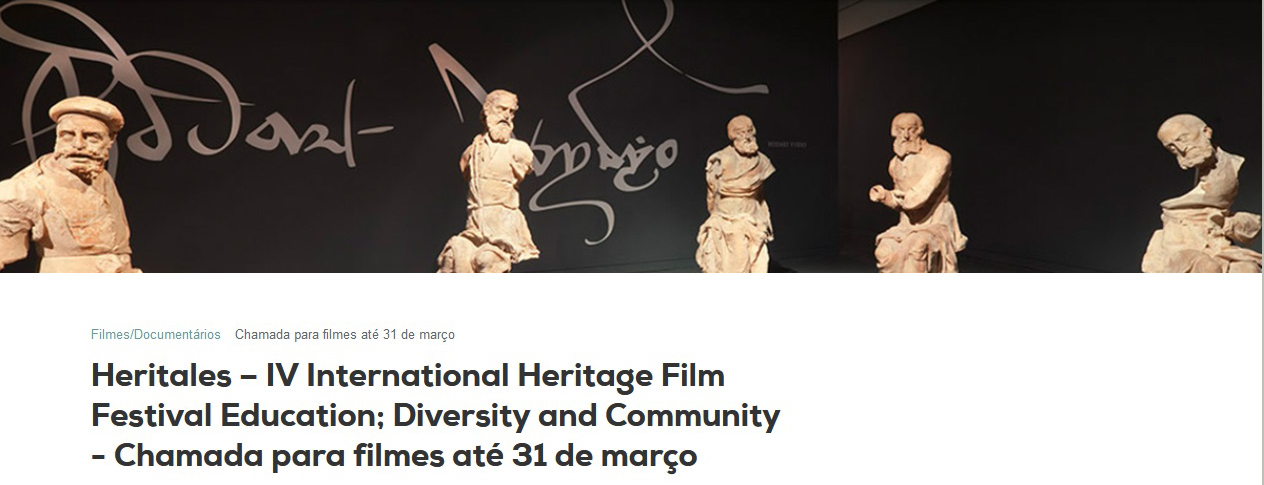 Filmes/Documentários Chamada para filmes até 31 de março
Heritales – IV International Heritage Film
Festival Education; Diversity and Community
- Chamada para filmes até 31 de março